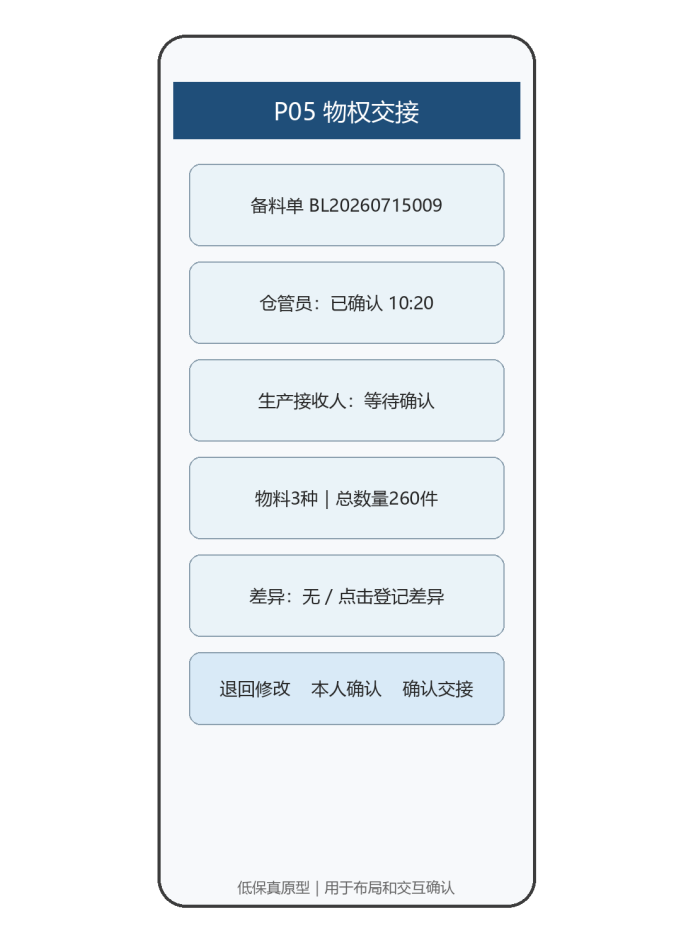 P05 物权交接
备料单 BL20260715009
仓管员：已确认 10:20
生产接收人：等待确认
物料3种｜总数量260件
差异：无 / 点击登记差异
退回修改 本人确认 确认交接
低保真原型｜用于布局和交互确认